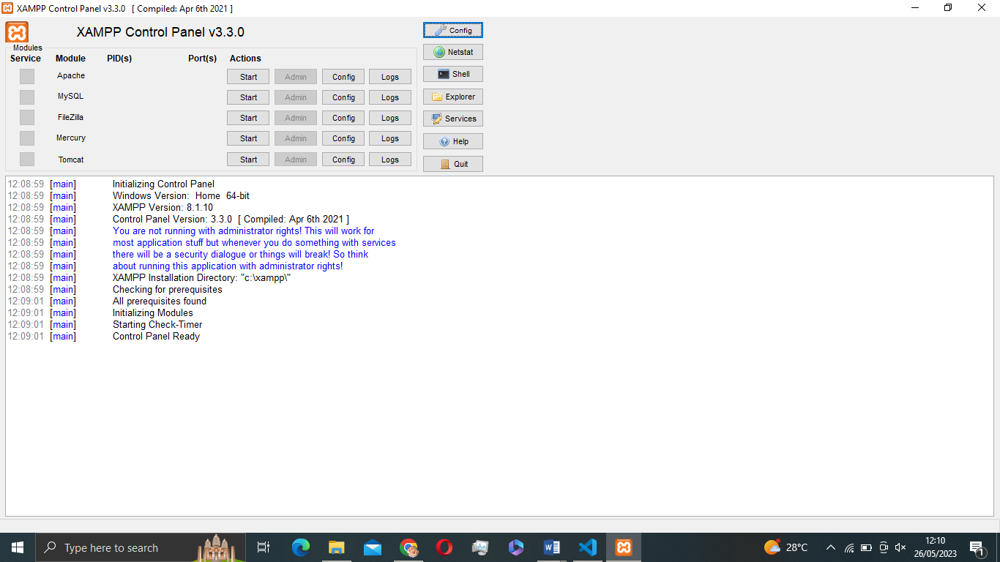 XAMPP Control Panel v3.3.0 [ Compiled: Apr 6th 2021 ]
XAMPP Control Panel v3.3.0
Config
Modules
Service Module PID(s) Port(s) Actions
Netstat
Apache Start Admin Config Logs
Shell
MySQL Start Admin Config Logs
Explorer
FileZilla Start Admin Config Logs
Services
Mercury Start Admin Config Logs
Help
Tomcat Start Admin Config Logs
Quit
12:08:59 [main] Initializing Control Panel
12:08:59 [main] Windows Version: Home 64-bit
12:08:59 [main] XAMPP Version: 8.1.10
12:08:59 [main] Control Panel Version: 3.3.0 [ Compiled: Apr 6th 2021 ]
12:08:59 [main] You are not running with administrator rights! This will work for
12:08:59 [main] most application stuff but whenever you do something with services
12:08:59 [main] there will be a security dialogue or things will break! So think
12:08:59 [main] about running this application with administrator rights!
12:08:59 [main] XAMPP Installation Directory: "c:\xampp\"
12:08:59 [main] Checking for prerequisites
12:09:01 [main] All prerequisites found
12:09:01 [main] Initializing Modules
12:09:01 [main] Starting Check-Timer
12:09:01 [main] Control Panel Ready
Type here to search
28°C
12:10
26/05/2023
1